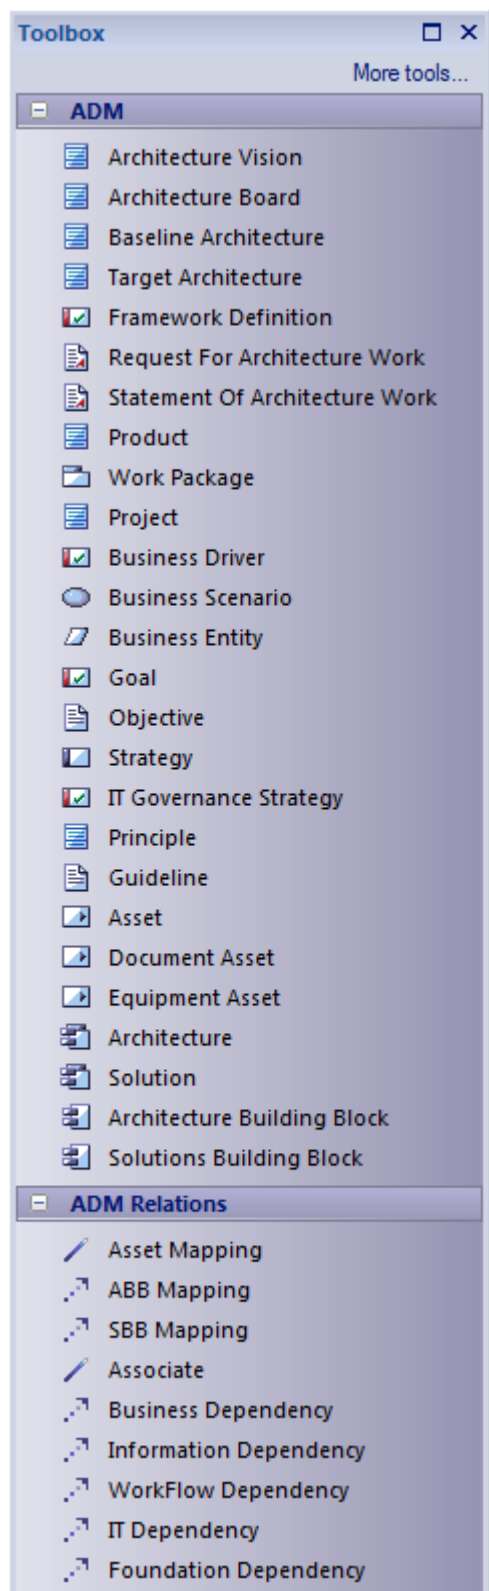 Toolbox
More tools...
ADM
Architecture Vision
Architecture Board
Baseline Architecture
Target Architecture
Framework Definition
Request For Architecture Work
Statement Of Architecture Work
Product
Work Package
Project
Business Driver
Business Scenario
Business Entity
Goal
Objective
Strategy
IT Governance Strategy
Principle
Guideline
Asset
Document Asset
Equipment Asset
Architecture
Solution
Architecture Building Block
Solutions Building Block
ADM Relations
Asset Mapping
ABB Mapping
SBB Mapping
Associate
Business Dependency
Information Dependency
WorkFlow Dependency
IT Dependency
Foundation Dependency